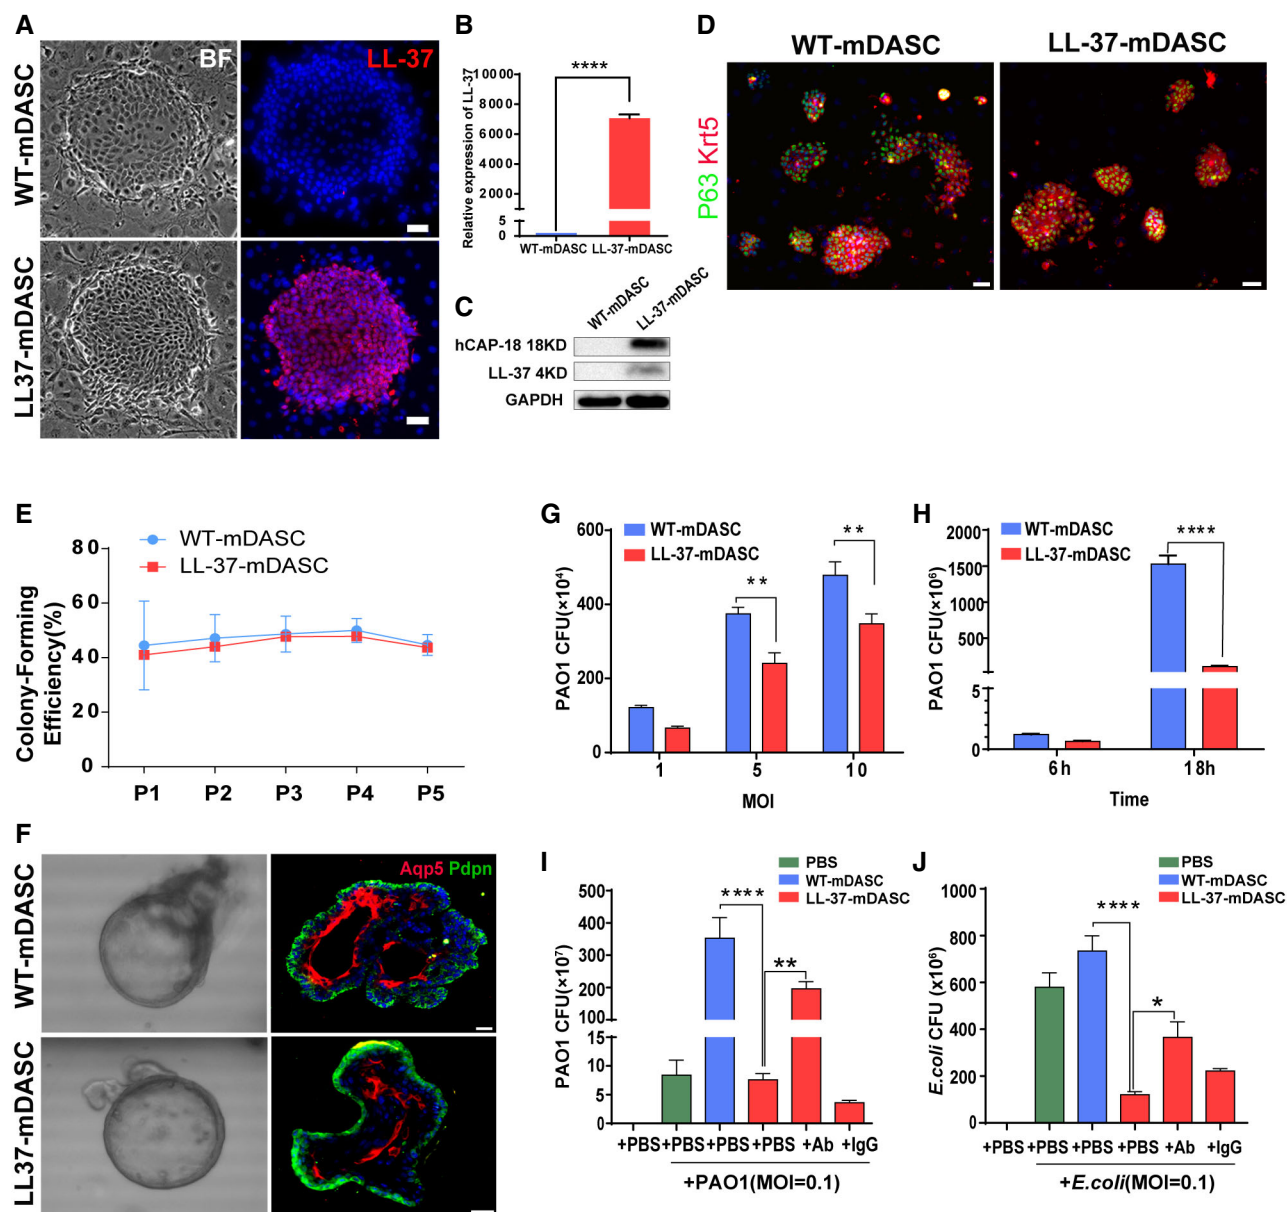 A
BF
LL-37
WT-mDASC
LL37-mDASC
B
Relative expression of LL-37
10000
8000
6000
4000
2000
5
0
****
WT-mDASC LL-37-mDASC
C
WT-mDASC
LL-37-mDASC
hCAP-18 18KD
LL-37 4KD
GAPDH
D
WT-mDASC
LL-37-mDASC
P63 Krt5
E
WT-mDASC
LL-37-mDASC
Colony-Forming
Efficiency(%)
80
60
40
20
0
P1 P2 P3 P4 P5
F
WT-mDASC
LL37-mDASC
Aqp5 Pdpn
G
WT-mDASC
LL-37-mDASC
PAO1 CFU(×10⁴)
600
400
200
0
**
**
1 5 10
MOI
H
WT-mDASC
LL-37-mDASC
PAO1 CFU(×10⁶)
2000
1500
1000
500
5
0
****
6h 18h
Time
I
PBS
WT-mDASC
LL-37-mDASC
PAO1 CFU(×10⁷)
500
400
300
200
100
15
10
5
0
****
**
+PBS +PBS +PBS +PBS +Ab +IgG
+PAO1(MOI=0.1)
J
PBS
WT-mDASC
LL-37-mDASC
E.coli CFU (×10⁶)
1000
800
600
400
200
0
****
*
+PBS +PBS +PBS +PBS +Ab +IgG
+E.coli(MOI=0.1)